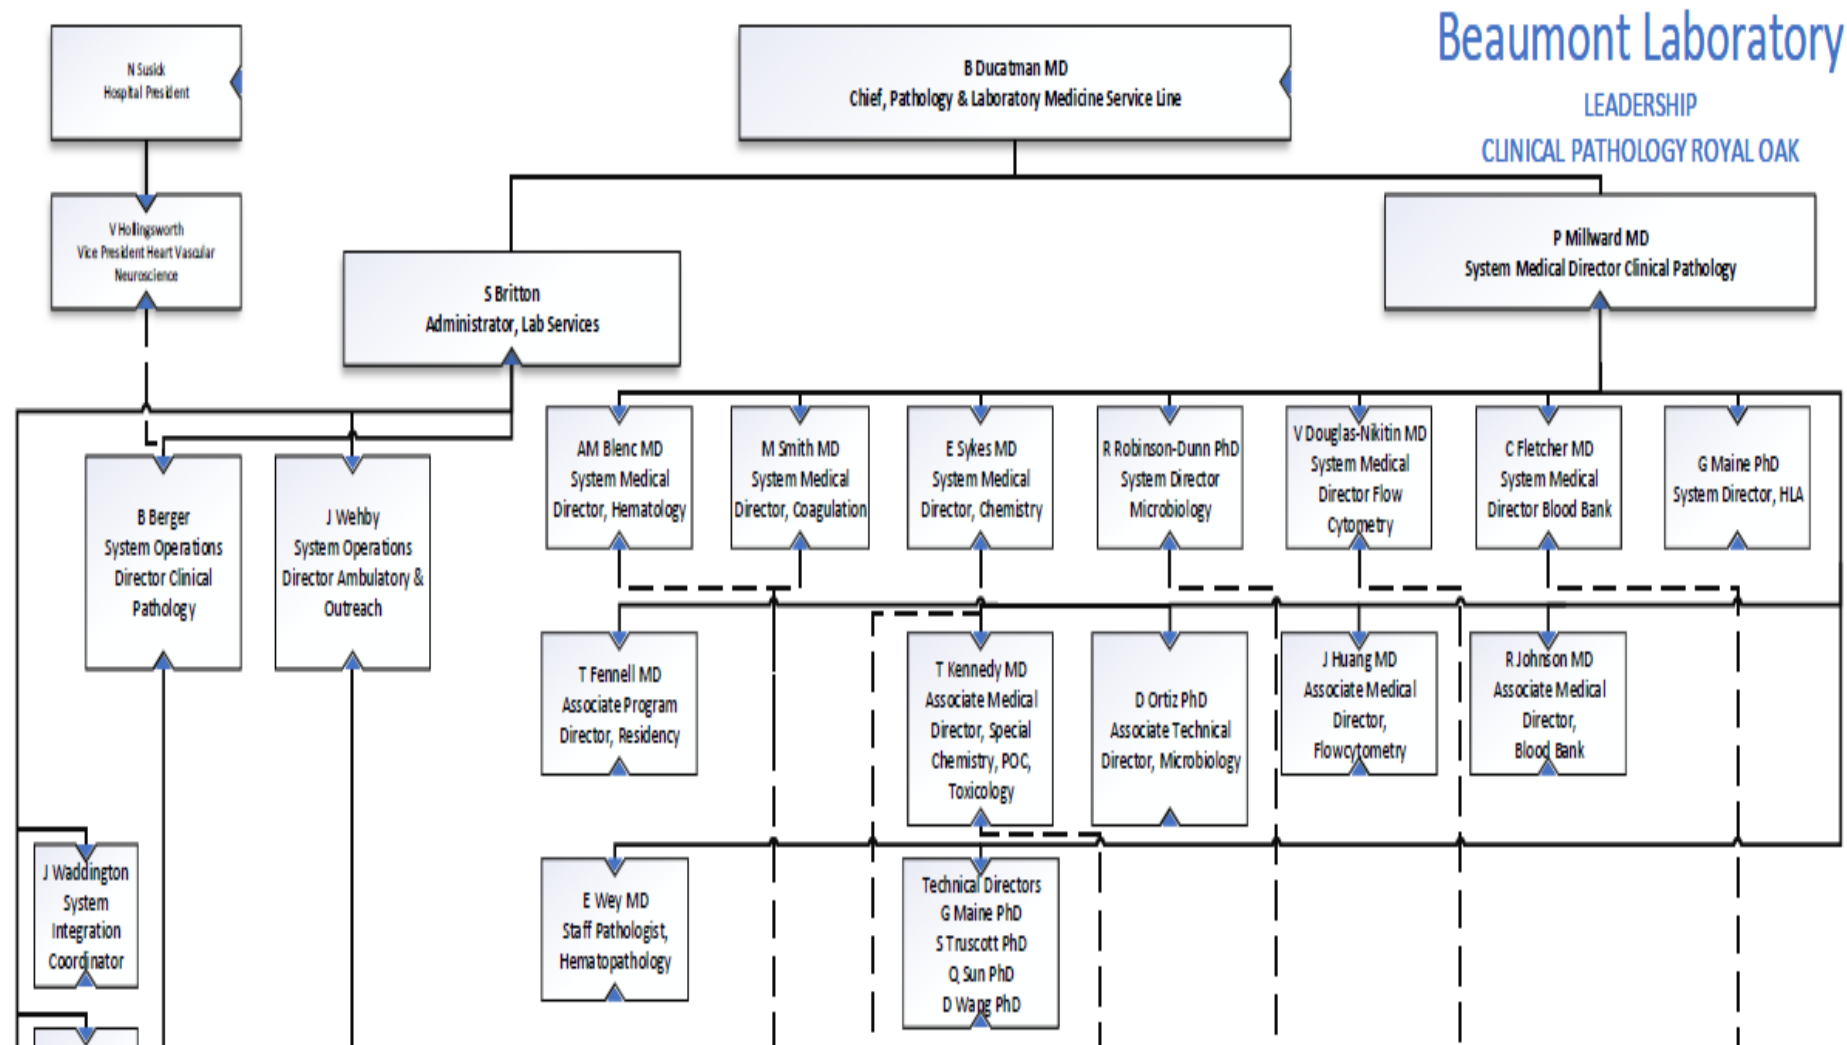 Beaumont Laboratory
LEADERSHIP
CLINICAL PATHOLOGY ROYAL OAK
N Susick
Hospital President
B Ducatman MD
Chief, Pathology & Laboratory Medicine Service Line
V Hollingsworth
Vice President Heart Vascular
Neuroscience
P Millward MD
System Medical Director Clinical Pathology
S Britton
Administrator, Lab Services
B Berger
System Operations
Director Clinical
Pathology
J Wehby
System Operations
Director Ambulatory &
Outreach
AM Blenc MD
System Medical
Director, Hematology
M Smith MD
System Medical
Director, Coagulation
E Sykes MD
System Medical
Director, Chemistry
R Robinson-Dunn PhD
System Director
Microbiology
V Douglas-Nikitin MD
System Medical
Director Flow
Cytometry
C Fletcher MD
System Medical
Director Blood Bank
G Maine PhD
System Director, HLA
T Fennell MD
Associate Program
Director, Residency
T Kennedy MD
Associate Medical
Director, Special
Chemistry, POC,
Toxicology
D Ortiz PhD
Associate Technical
Director, Microbiology
J Huang MD
Associate Medical
Director,
Flowcytometry
R Johnson MD
Associate Medical
Director,
Blood Bank
J Waddington
System
Integration
Coordinator
E Wey MD
Staff Pathologist,
Hematopathology
Technical Directors
G Maine PhD
S Truscott PhD
Q Sun PhD
D Wang PhD